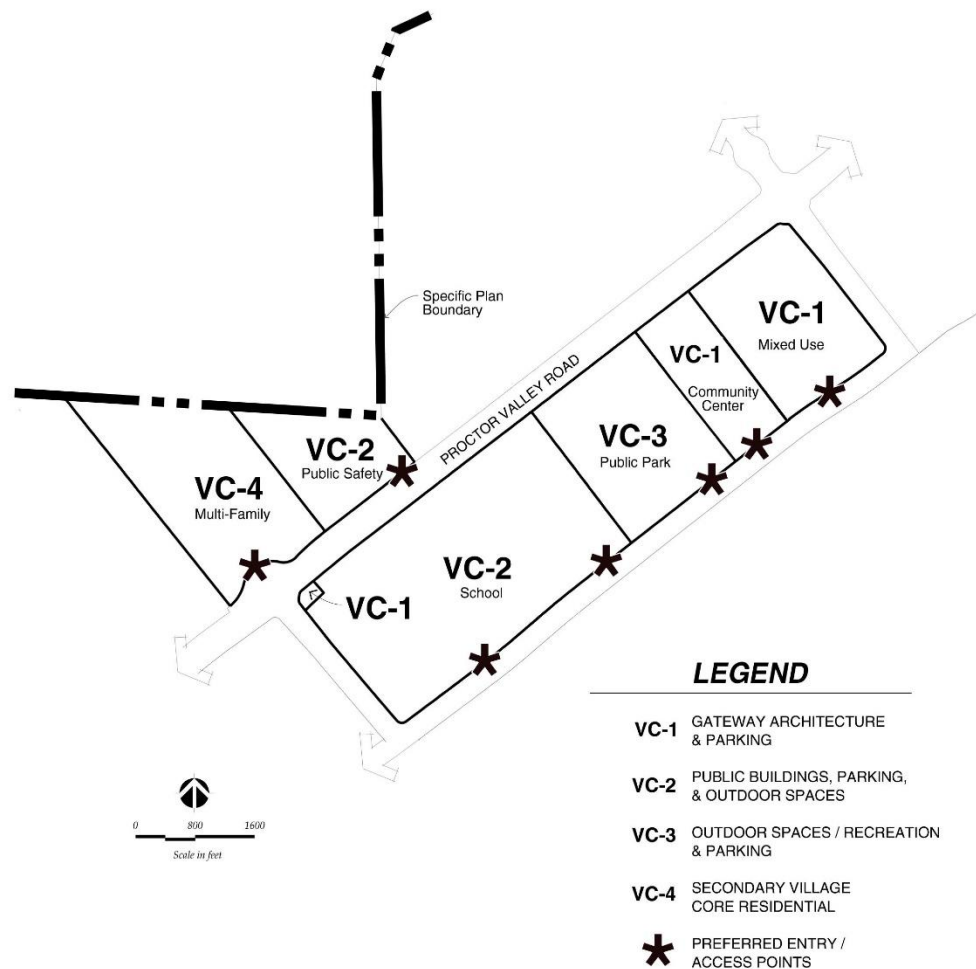 Specific Plan
Boundary
VC-1
Mixed Use
VC-1
Community
Center
PROCTOR VALLEY ROAD
VC-3
Public Park
VC-2
Public Safety
VC-4
Multi-Family
VC-2
School
VC-1
LEGEND
VC-1 GATEWAY ARCHITECTURE
& PARKING
VC-2 PUBLIC BUILDINGS, PARKING,
& OUTDOOR SPACES
VC-3 OUTDOOR SPACES / RECREATION
& PARKING
VC-4 SECONDARY VILLAGE
CORE RESIDENTIAL
PREFERRED ENTRY /
ACCESS POINTS
0 800 1600
Scale in feet